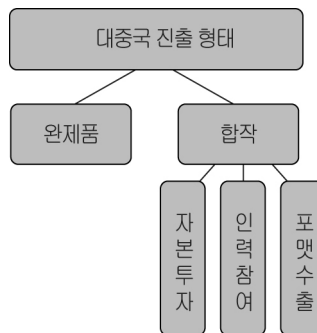 대중국 진출 형태
완제품
합작
자본투자
인력참여
포맷수출